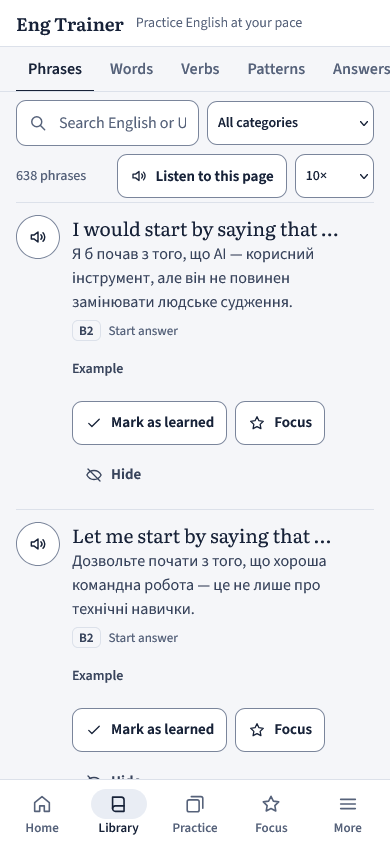 Eng Trainer Practice English at your pace
Phrases Words Verbs Patterns Answers
Search English or U All categories
638 phrases Listen to this page 10×
I would start by saying that …
Я б почав з того, що AI — корисний
інструмент, але він не повинен
замінювати людське судження.
B2 Start answer
Example
Mark as learned Focus
Hide
Let me start by saying that …
Дозвольте почати з того, що хороша
командна робота — це не лише про
технічні навички.
B2 Start answer
Example
Mark as learned Focus
Hide
Home Library Practice Focus More